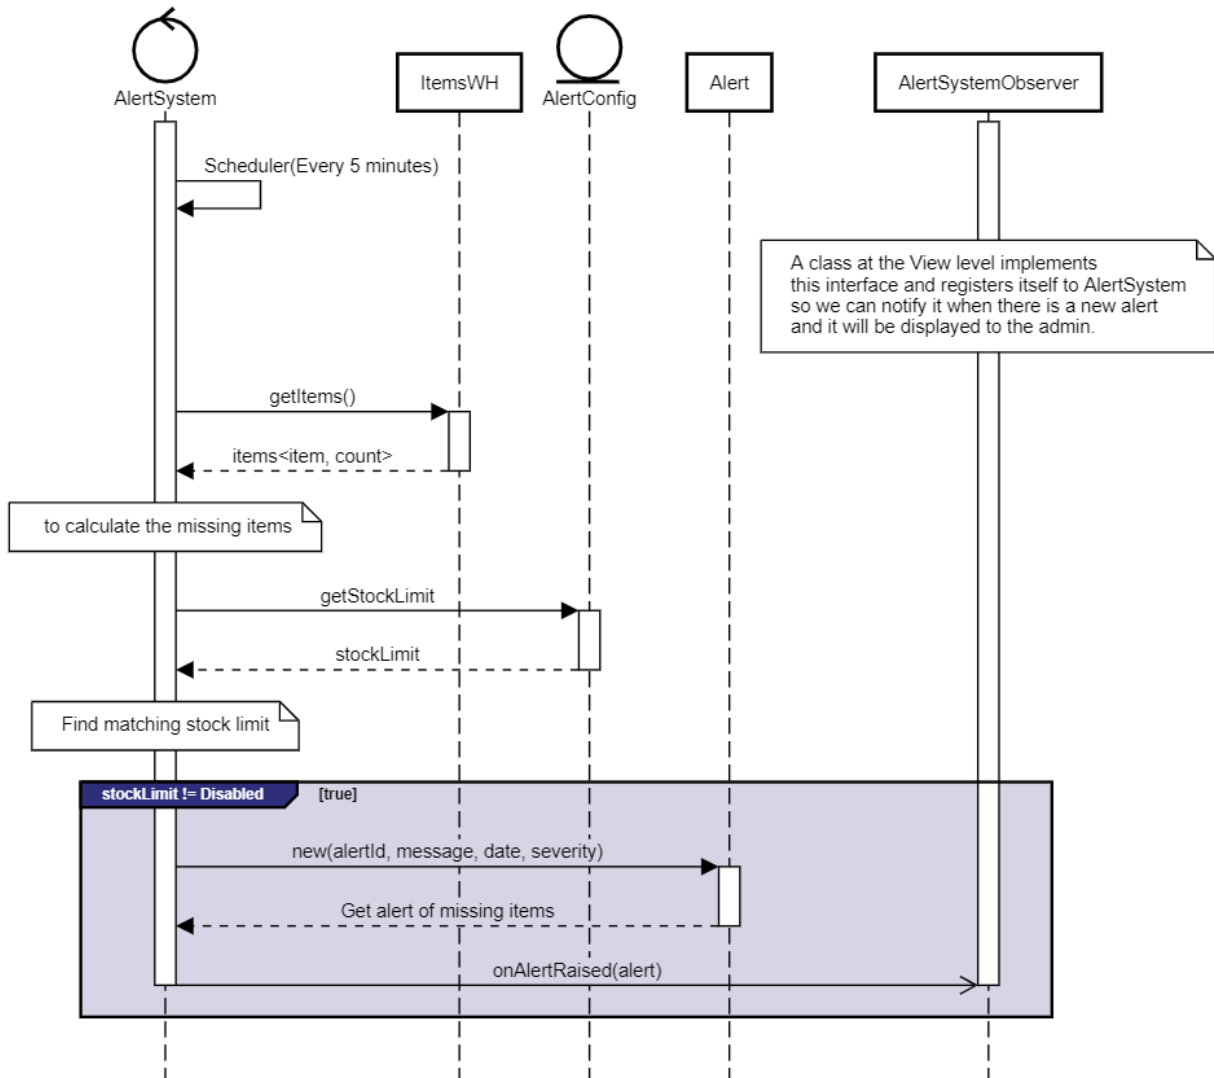 AlertSystem
ItemsWH
AlertConfig
Alert
AlertSystemObserver
Scheduler(Every 5 minutes)
A class at the View level implements
this interface and registers itself to AlertSystem
so we can notify it when there is a new alert
and it will be displayed to the admin.
getItems()
items<item, count>
to calculate the missing items
getStockLimit
stockLimit
Find matching stock limit
stockLimit != Disabled
[true]
new(alertId, message, date, severity)
Get alert of missing items
onAlertRaised(alert)